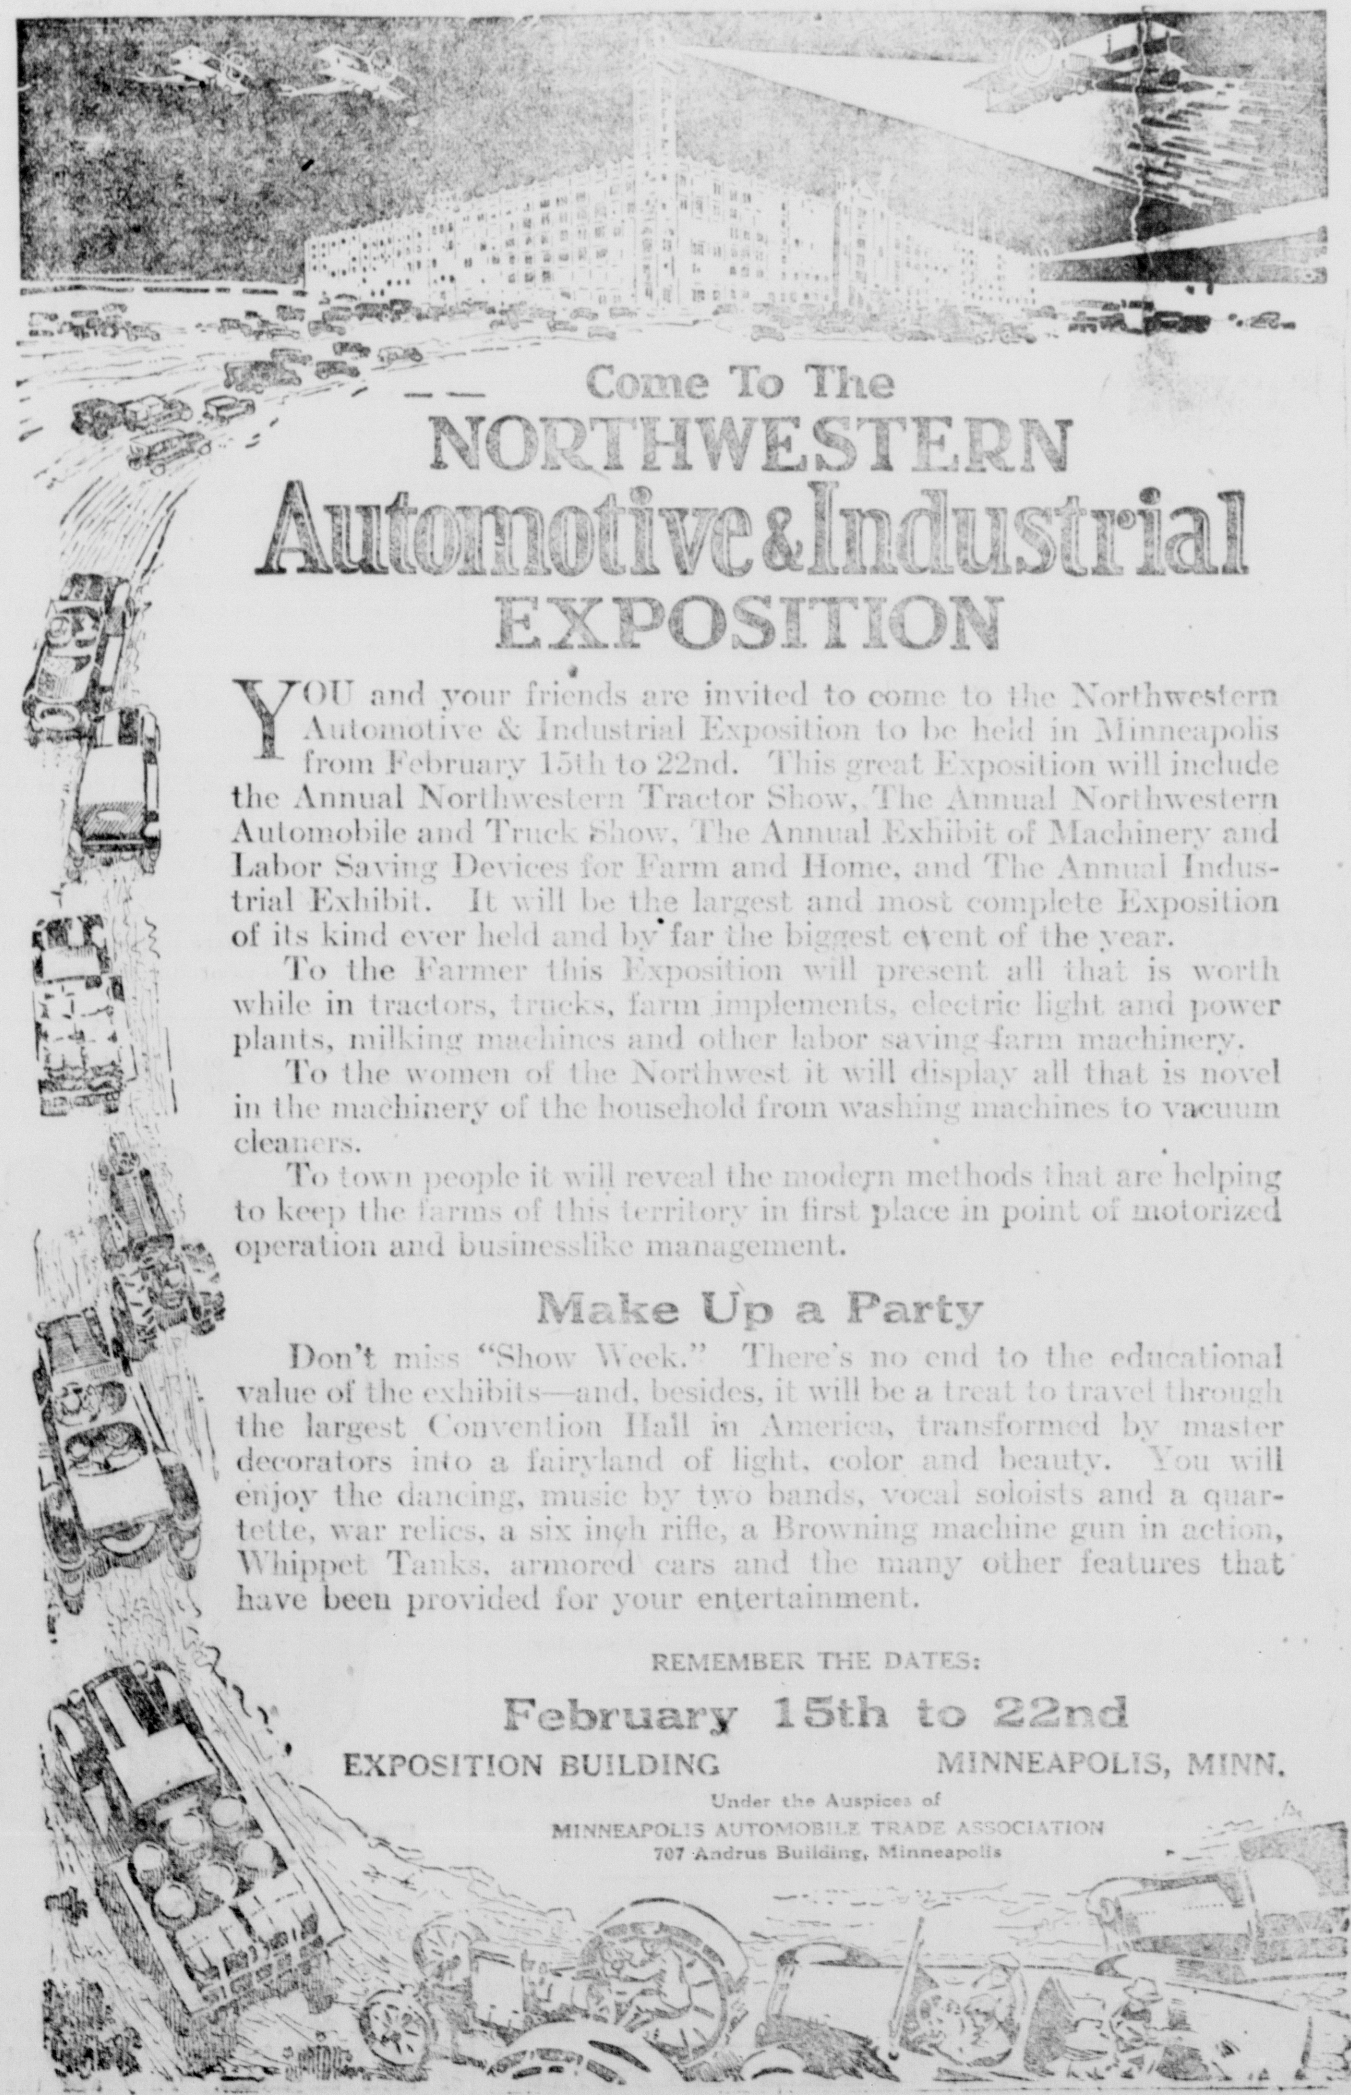 Come To The
NORTHWESTERN
Automotive & Industrial
EXPOSITION
YOU and your friends are invited to come to the Northwestern
Automotive & Industrial Exposition to be held in Minneapolis
from February 15th to 22nd. This great Exposition will include
the Annual Northwestern Tractor Show, The Annual Northwestern
Automobile and Truck Show, The Annual Exhibit of Machinery and
Labor Saving Devices for Farm and Home, and The Annual Indus-
trial Exhibit. It will be the largest and most complete Exposition
of its kind ever held and by far the biggest event of the year.
To the Farmer this Exposition will present all that is worth
while in tractors, trucks, farm implements, electric light and power
plants, milking machines and other labor saving farm machinery.
To the women of the Northwest it will display all that is novel
in the machinery of the household from washing machines to vacuum
cleaners.
To town people it will reveal the modern methods that are helping
to keep the farms of this territory in first place in point of motorized
operation and businesslike management.
Make Up a Party
Don't miss “Show Week.” There's no end to the educational
value of the exhibits—and, besides, it will be a treat to travel through
the largest Convention Hall in America, transformed by master
decorators into a fairyland of light, color and beauty. You will
enjoy the dancing, music by two bands, vocal soloists and a quar-
tette, war relics, a six inch rifle, a Browning machine gun in action,
Whippet Tanks, armored cars and the many other features that
have been provided for your entertainment.
REMEMBER THE DATES:
February 15th to 22nd
EXPOSITION BUILDING MINNEAPOLIS, MINN.
Under the Auspices of
MINNEAPOLIS AUTOMOBILE TRADE ASSOCIATION
707 Andrus Building, Minneapolis